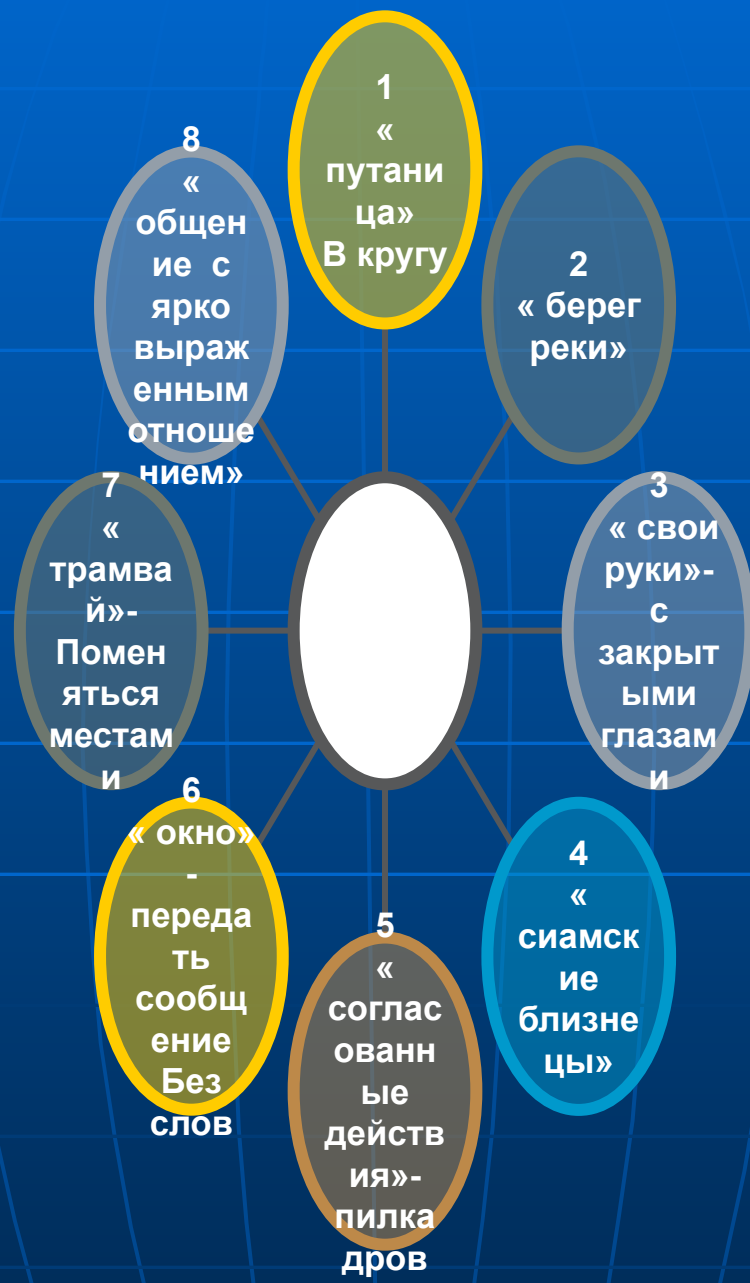 1
«
путани
ца»
В кругу
2
« берег
реки»
3
« свои
руки»-
с
закрыт
ыми
глазам
и
4
«
сиамск
ие
близне
цы»
5
«
соглас
ованн
ые
действ
ия»-
пилка
дров
6
« окно»
-
переда
ть
сообщ
ение
Без
слов
7
«
трамва
й»-
Помен
яться
местам
и
8
«
общен
ие с
ярко
выраж
енным
отноше
нием»